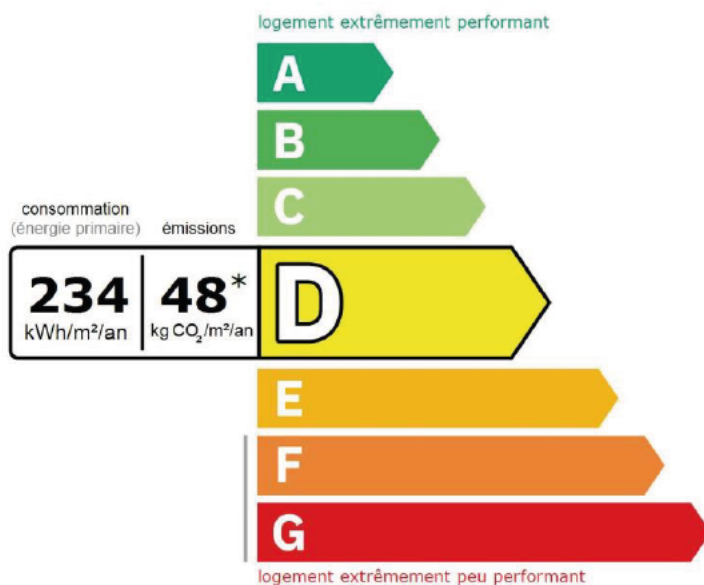 logement extrêmement performant
A
B
C
consommation
(énergie primaire) émissions
234 48*
kWh/m²/an kg CO₂/m²/an
D
E
F
G
logement extrêmement peu performant